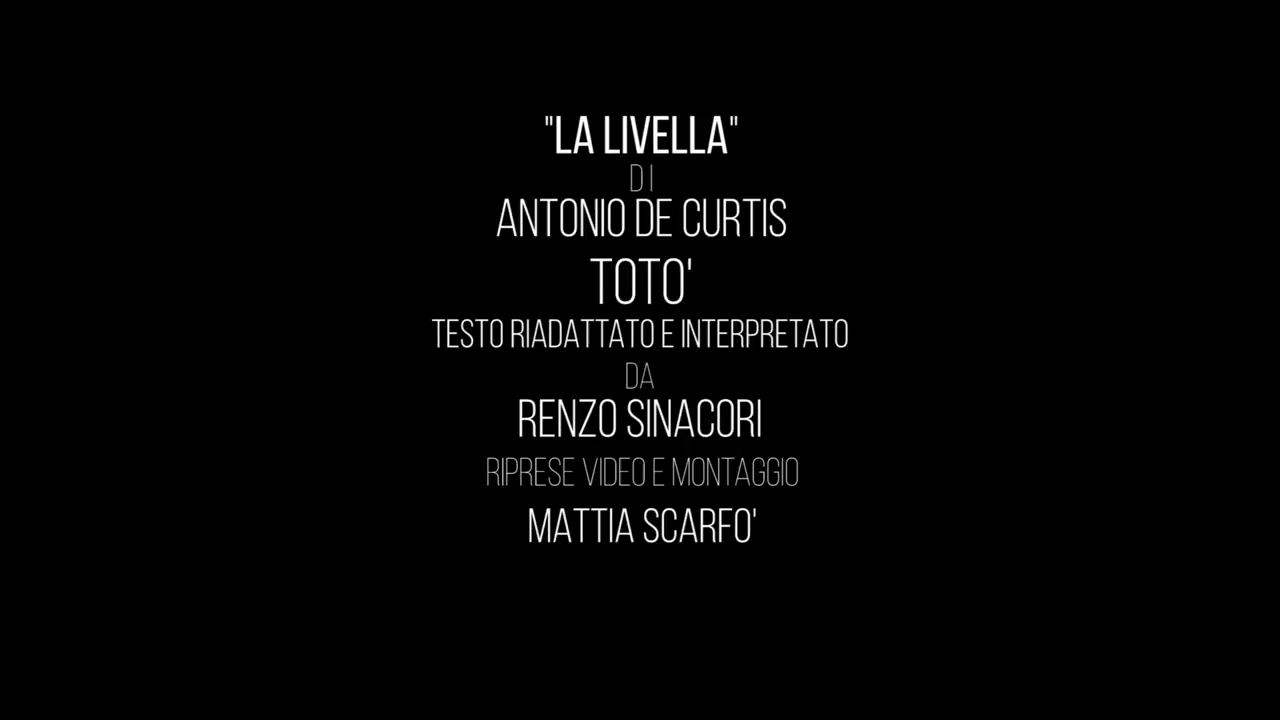 "LA LIVELLA"
DI
ANTONIO DE CURTIS
TOTO'
TESTO RIADATTATO E INTERPRETATO
DA
RENZO SINACORI
RIPRESE VIDEO E MONTAGGIO
MATTIA SCARFO'